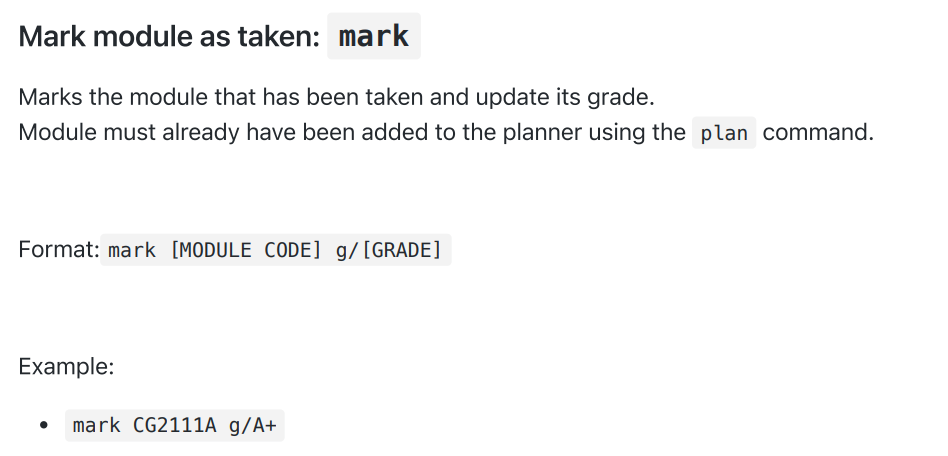 Mark module as taken: mark
Marks the module that has been taken and update its grade.
Module must already have been added to the planner using the plan command.
Format: mark [MODULE CODE] g/[GRADE]
Example:
• mark CG2111A g/A+